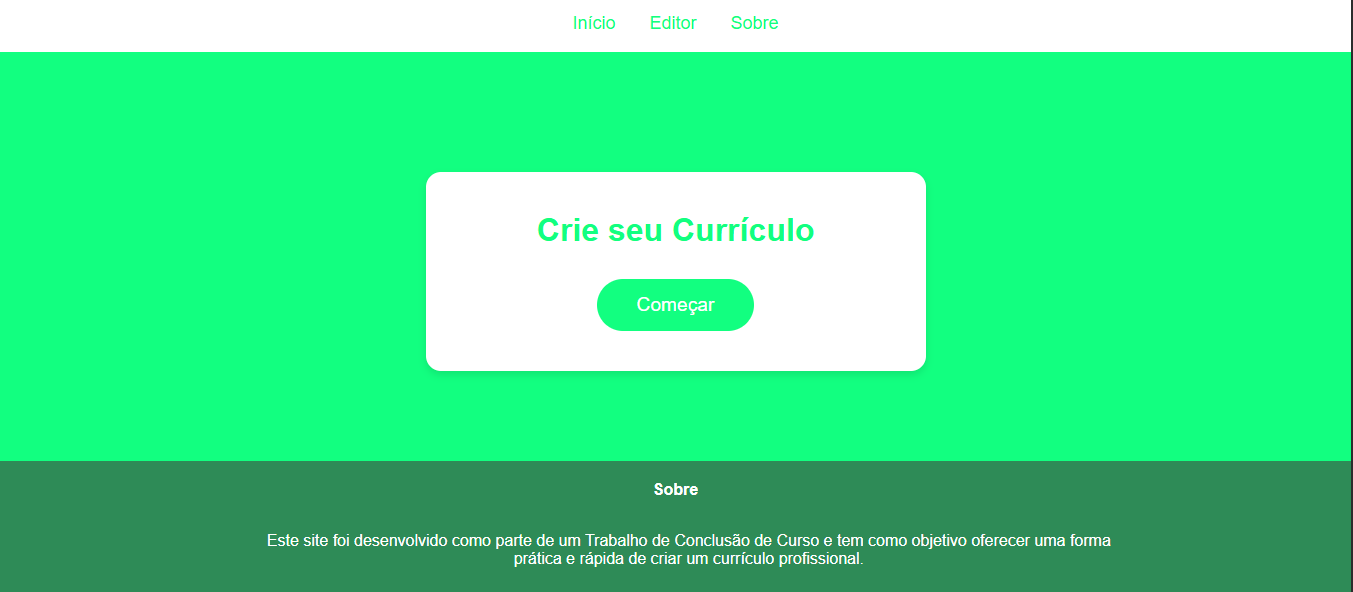 Início Editor Sobre
Crie seu Currículo
Começar
Sobre
Este site foi desenvolvido como parte de um Trabalho de Conclusão de Curso e tem como objetivo oferecer uma forma
prática e rápida de criar um currículo profissional.